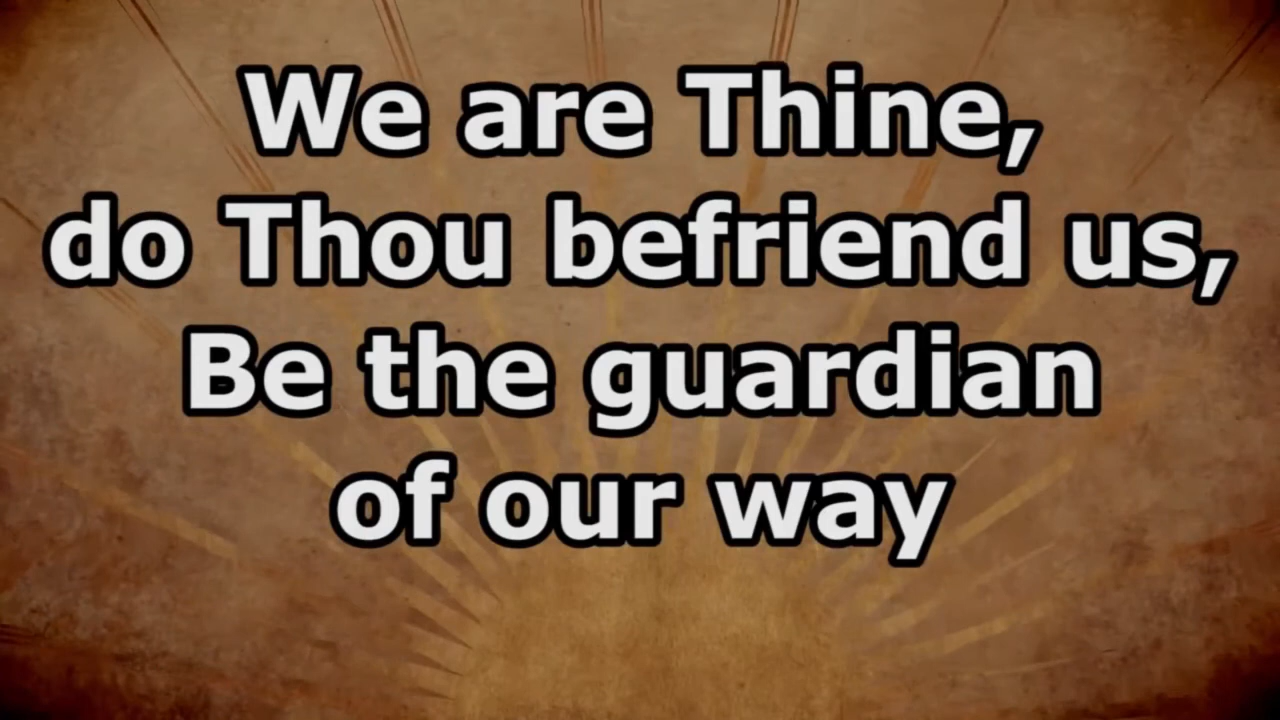 We are Thine,
do Thou befriend us,
Be the guardian
of our way